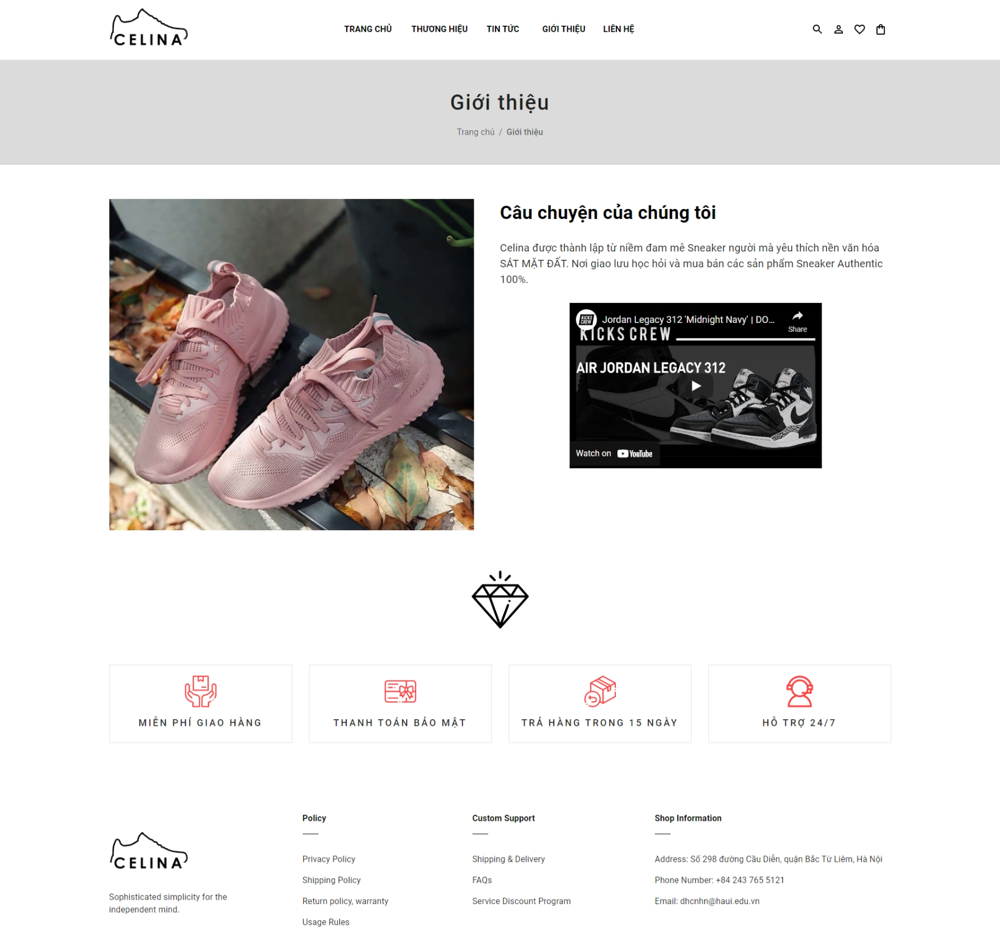 CELINA
TRANG CHỦ THƯƠNG HIỆU TIN TỨC GIỚI THIỆU LIÊN HỆ
Giới thiệu
Trang chủ / Giới thiệu
Câu chuyện của chúng tôi
Celina được thành lập từ niềm đam mê Sneaker người mà yêu thích nền văn hóa
SÁT MẶT ĐẤT. Nơi giao lưu học hỏi và mua bán các sản phẩm Sneaker Authentic
100%.
KICKS
CREW
Jordan Legacy 312 'Midnight Navy' | DO...
Share
KICKS CREW
AIR JORDAN LEGACY 312
Watch on YouTube
MIỄN PHÍ GIAO HÀNG
THANH TOÁN BẢO MẬT
TRẢ HÀNG TRONG 15 NGÀY
HỖ TRỢ 24/7
CELINA
Sophisticated simplicity for the
independent mind.
Policy
Privacy Policy
Shipping Policy
Return policy, warranty
Usage Rules
Custom Support
Shipping & Delivery
FAQs
Service Discount Program
Shop Information
Address: Số 298 đường Cầu Diễn, quận Bắc Từ Liêm, Hà Nội
Phone Number: +84 243 765 5121
Email: dhcnhn@haui.edu.vn